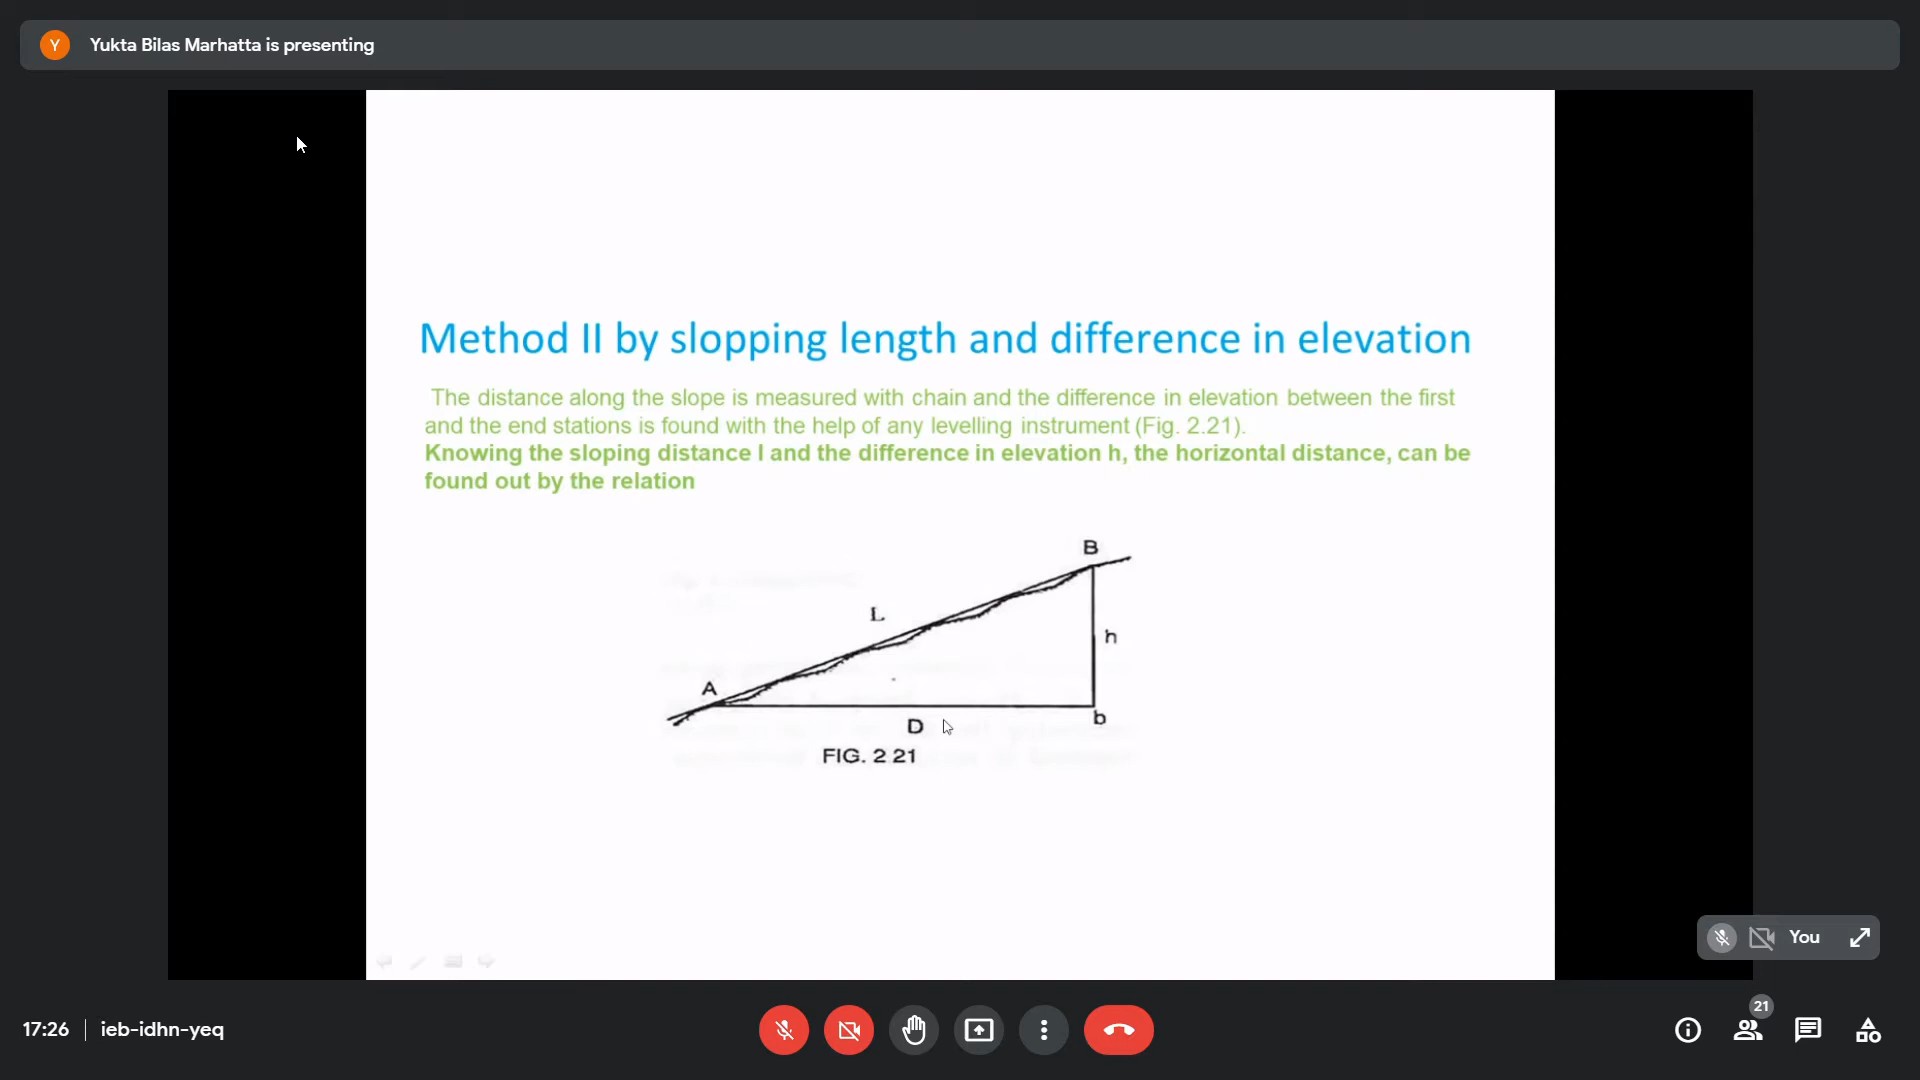 Y
Yukta Bilas Marhatta is presenting
Method II by slopping length and difference in elevation
The distance along the slope is measured with chain and the difference in elevation between the first
and the end stations is found with the help of any levelling instrument (Fig. 2.21).
Knowing the sloping distance l and the difference in elevation h, the horizontal distance, can be
found out by the relation
B
L
h
A
b
D
FIG. 2 21
You
21
17:26 | ieb-idhn-yeq